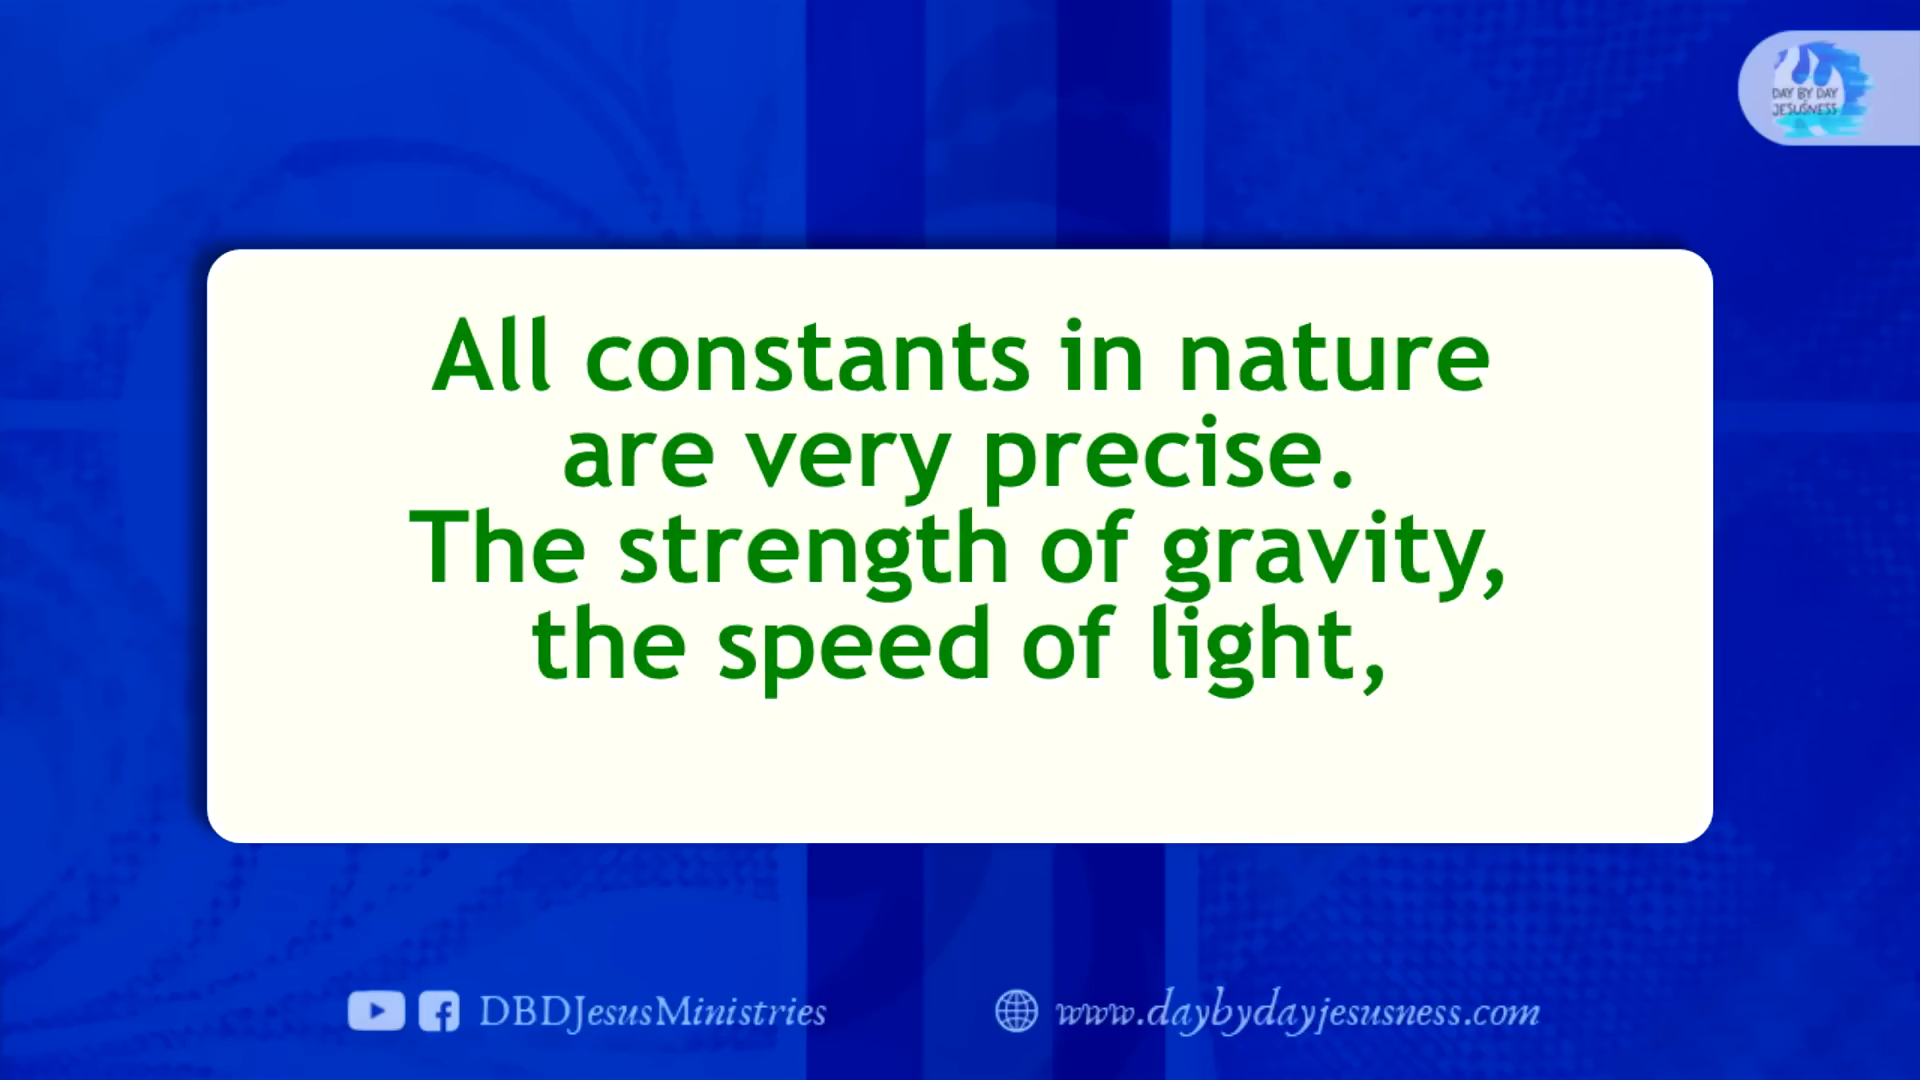 DAY BY DAY
JESUSNESS
All constants in nature
are very precise.
The strength of gravity,
the speed of light,
DBDJesusMinistries
www.daybydayjesusness.com